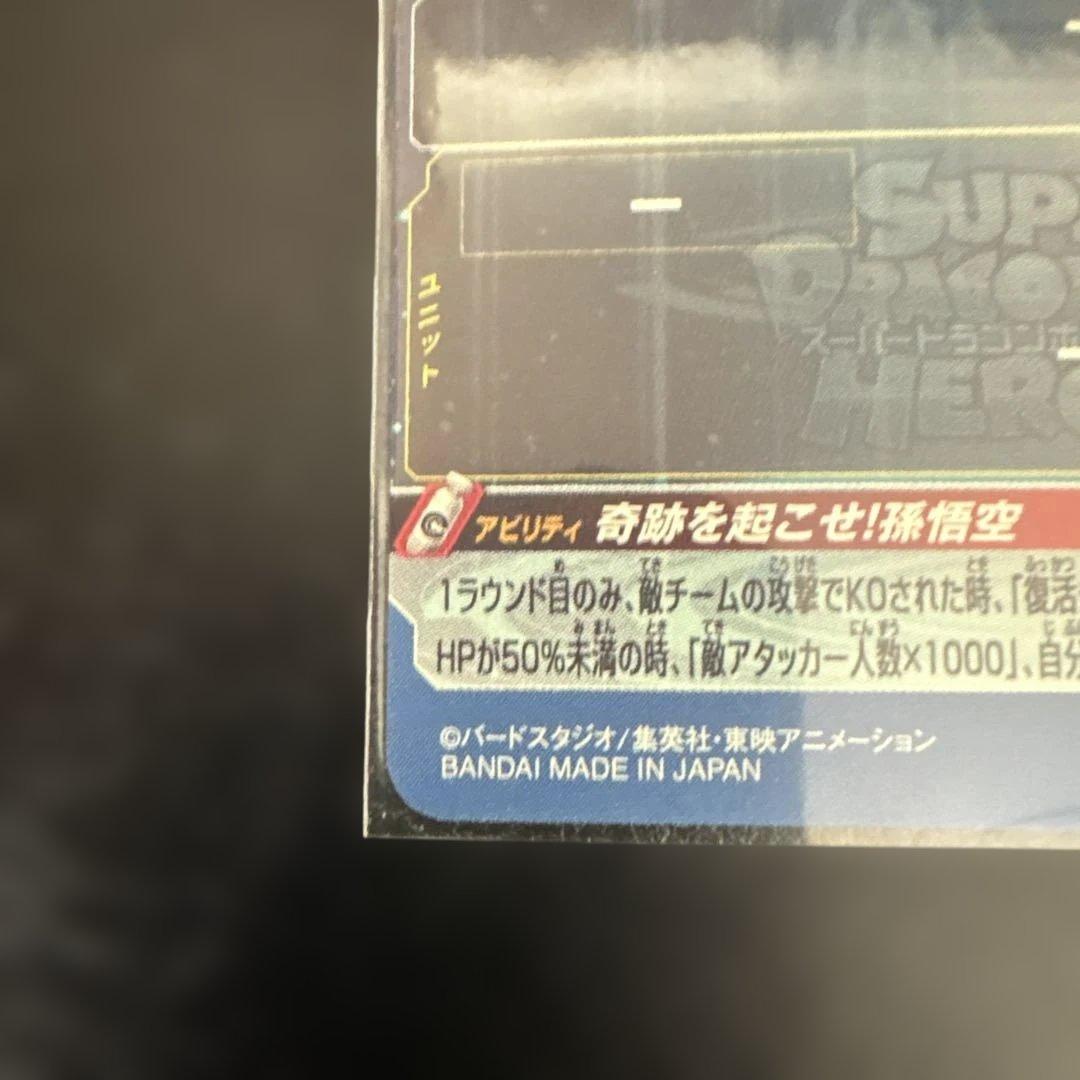 ー
SUP
DRAGO
スーパードラゴンボ
HERO
ユニット
アビリティ 奇跡を起こせ!孫悟空
1ラウンド目のみ、敵チームの攻撃でKOされた時、「復活
HPが50%未満の時、「敵アタッカー人数×1000」、自分
©バードスタジオ/集英社・東映アニメーション
BANDAI MADE IN JAPAN